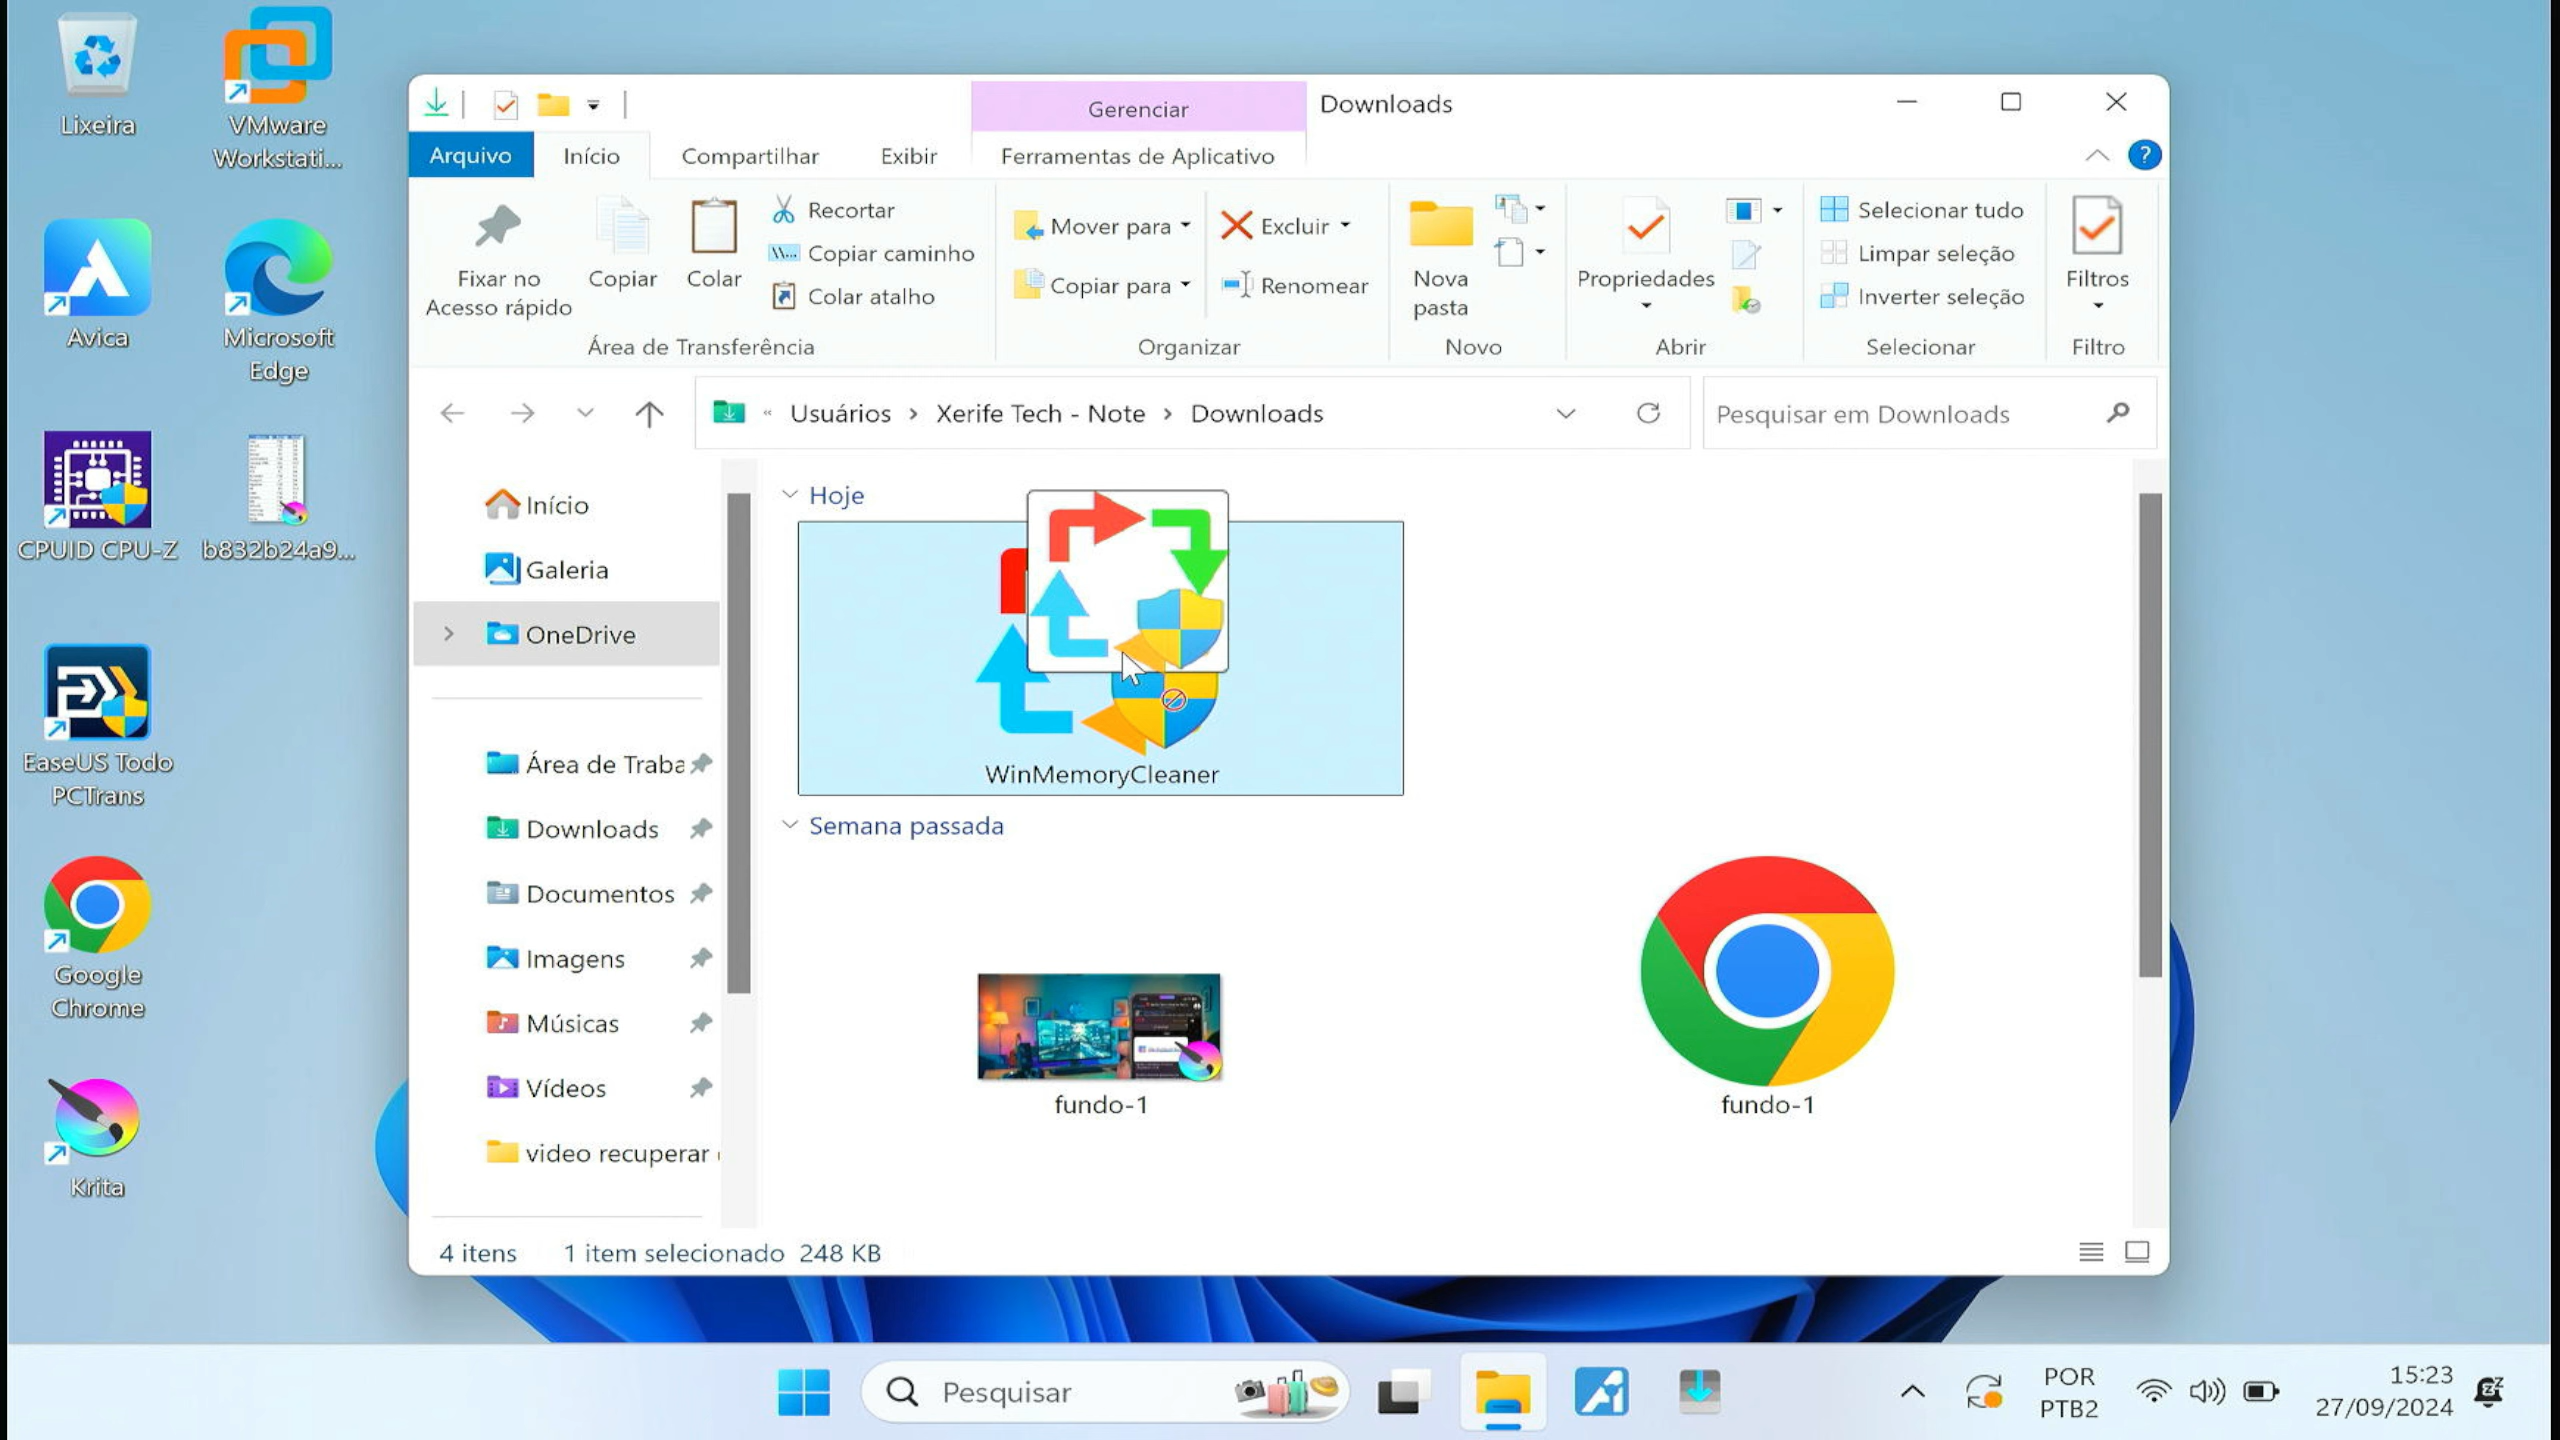 Lixeira
VMware
Workstati...
Avica
Microsoft
Edge
CPUID CPU-Z
b832b24a9...
EaseUS Todo
PCTrans
Google
Chrome
Krita
Gerenciar
Downloads
Arquivo
Início
Compartilhar
Exibir
Ferramentas de Aplicativo
?
Fixar no
Acesso rápido
Copiar
Colar
Recortar
Copiar caminho
Colar atalho
Área de Transferência
Mover para
Copiar para
Excluir
Renomear
Organizar
Nova
pasta
Novo
Propriedades
Abrir
Selecionar tudo
Limpar seleção
Inverter seleção
Selecionar
Filtros
Filtro
« Usuários › Xerife Tech - Note › Downloads
Pesquisar em Downloads
Início
Galeria
OneDrive
Área de Traba
Downloads
Documentos
Imagens
Músicas
Vídeos
video recuperar
Hoje
WinMemoryCleaner
Semana passada
fundo-1
fundo-1
4 itens
1 item selecionado 248 KB
Pesquisar
POR
PTB2
15:23
27/09/2024